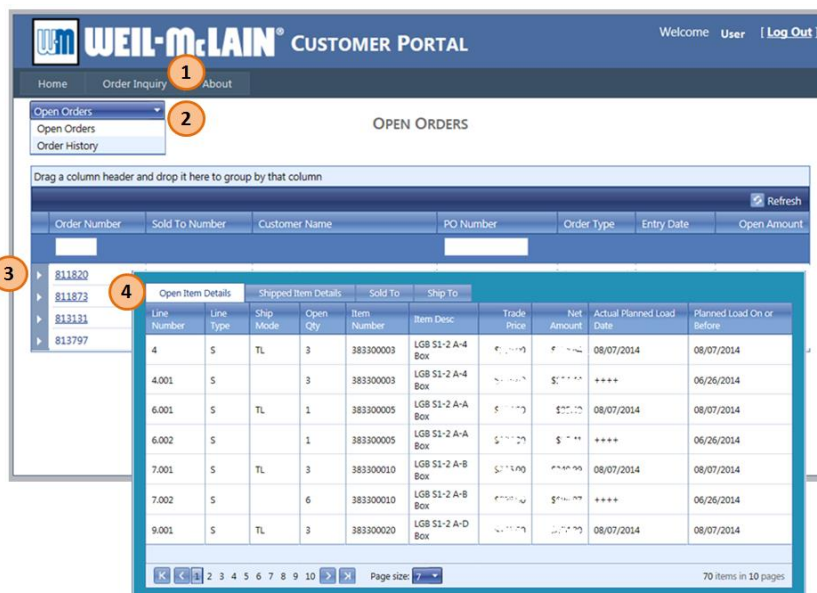 WM WEIL-McLAIN® CUSTOMER PORTAL
Welcome User [ Log Out ]
Home Order Inquiry 1 About
Open Orders 2
Open Orders
Order History
OPEN ORDERS
Drag a column header and drop it here to group by that column
Refresh
Order Number Sold To Number Customer Name PO Number Order Type Entry Date Open Amount
3
811820
811873
813131
813797
4
Open Item Details Shipped Item Details Sold To Ship To
Line Number Line Type Ship Mode Open Qty Item Number Item Desc Trade Price Net Amount Actual Planned Load Date Planned Load On or Before
4 S TL 3 383300003 LGB S1-2 A-4 Box 08/07/2014 08/07/2014
4.001 S 3 383300003 LGB S1-2 A-4 Box ++++ 06/26/2014
6.001 S TL 1 383300005 LGB S1-2 A-A Box 08/07/2014 08/07/2014
6.002 S 1 383300005 LGB S1-2 A-A Box ++++ 06/26/2014
7.001 S TL 3 383300010 LGB S1-2 A-B Box 08/07/2014 08/07/2014
7.002 S 6 383300010 LGB S1-2 A-B Box ++++ 06/26/2014
9.001 S TL 3 383300020 LGB S1-2 A-D Box 08/07/2014 08/07/2014
1 2 3 4 5 6 7 8 9 10 Page size: 7 70 items in 10 pages